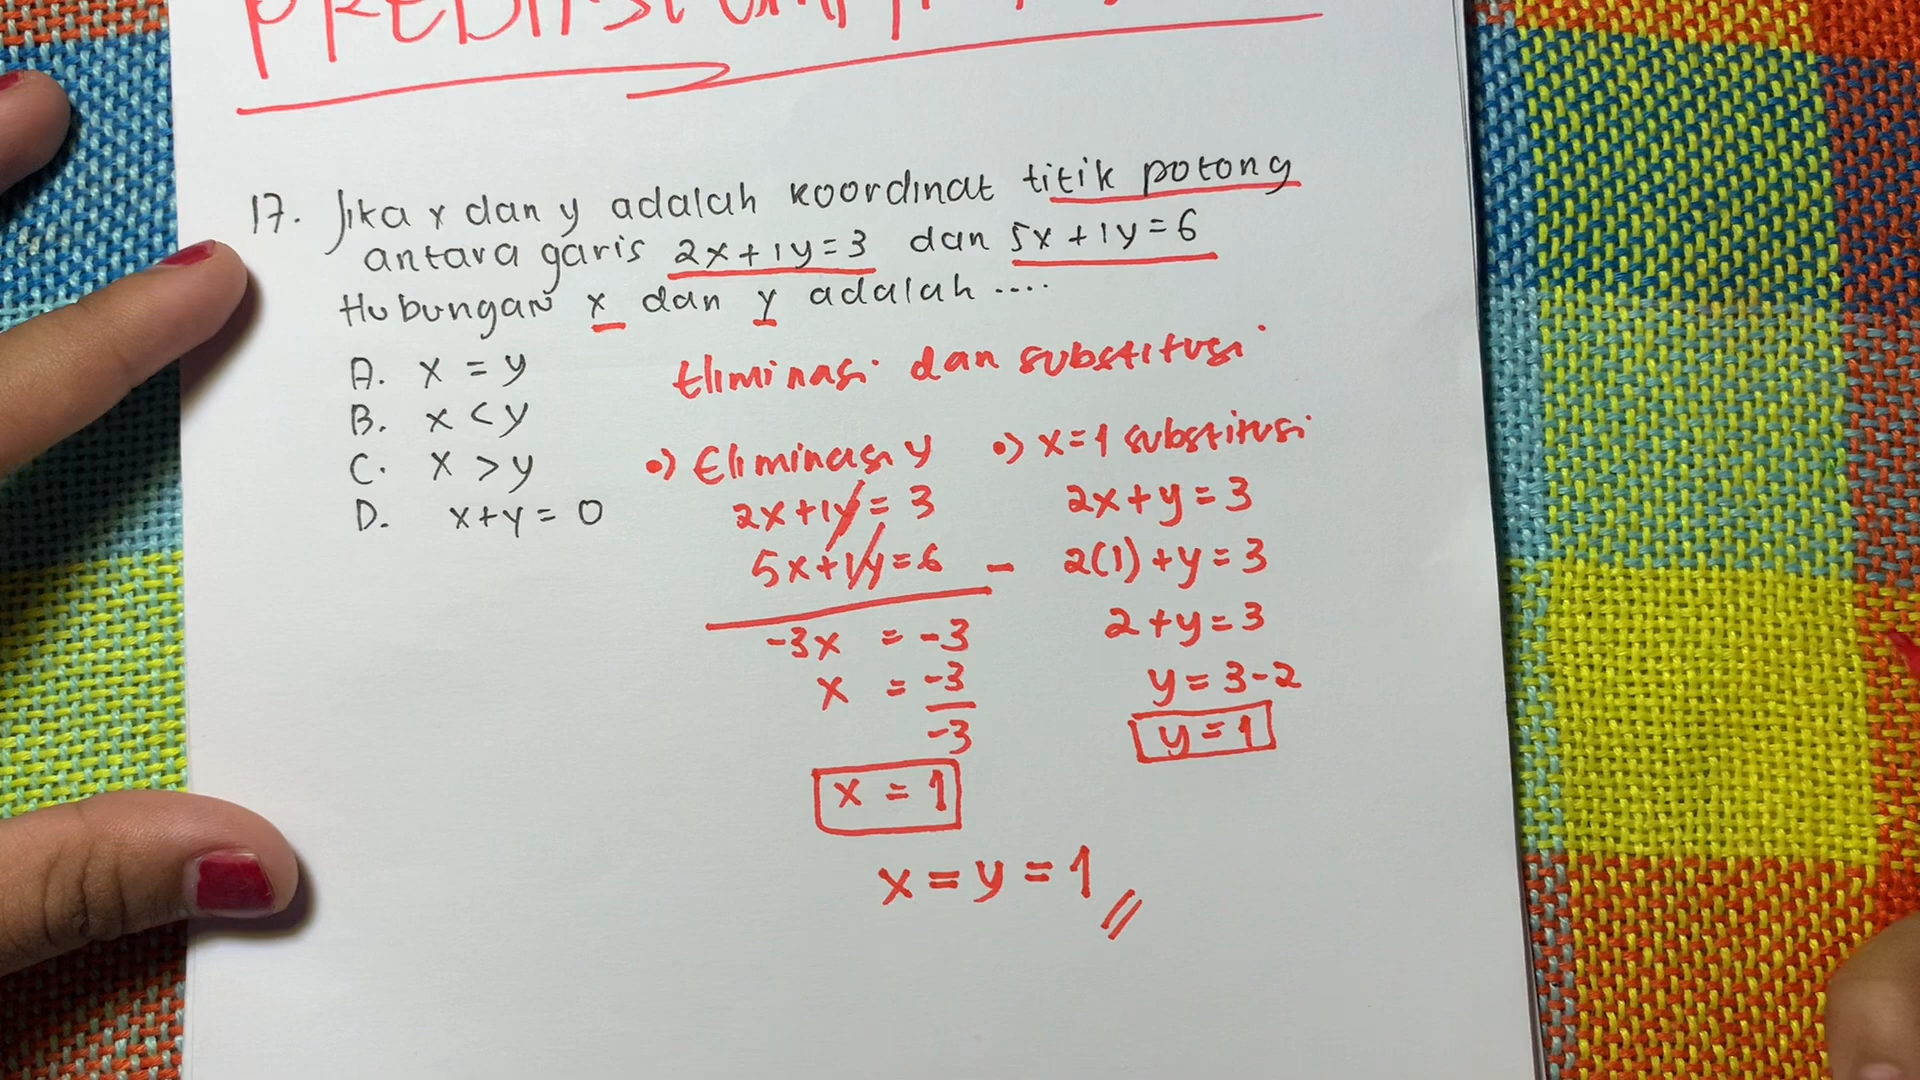 17. Jika x dan y adalah koordinat titik potong
antara garis 2x+1y=3 dan 5x+1y=6
Hubungan x dan y adalah ....
A. x = y
B. x < y
C. x > y
D. x+y = 0
Eliminasi dan substitusi
•) Eliminasi y
2x+1y = 3
5x+1y=6 -
-3x = -3
x = -3
-3
x = 1
•) x=1 substitusi
2x+y=3
2(1)+y=3
2+y=3
y=3-2
y=1
x=y=1 //